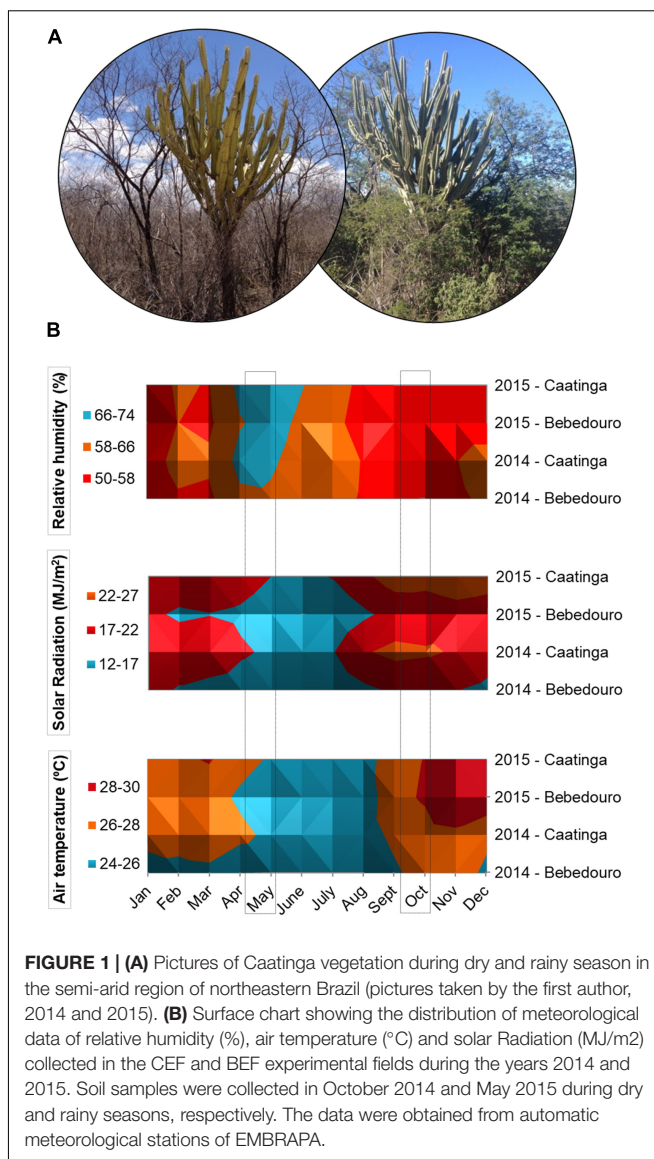 A
B
Relative humidity (%)
66-74
58-66
50-58
2015 - Caatinga
2015 - Bebedouro
2014 - Caatinga
2014 - Bebedouro
Solar Radiation (MJ/m²)
22-27
17-22
12-17
2015 - Caatinga
2015 - Bebedouro
2014 - Caatinga
2014 - Bebedouro
Air temperature (ºC)
28-30
26-28
24-26
2015 - Caatinga
2015 - Bebedouro
2014 - Caatinga
2014 - Bebedouro
Jan Feb Mar Apr May June July Aug Sept Oct Nov Dec
FIGURE 1 | (A) Pictures of Caatinga vegetation during dry and rainy season in
the semi-arid region of northeastern Brazil (pictures taken by the first author,
2014 and 2015). (B) Surface chart showing the distribution of meteorological
data of relative humidity (%), air temperature (°C) and solar Radiation (MJ/m2)
collected in the CEF and BEF experimental fields during the years 2014 and
2015. Soil samples were collected in October 2014 and May 2015 during dry
and rainy seasons, respectively. The data were obtained from automatic
meteorological stations of EMBRAPA.